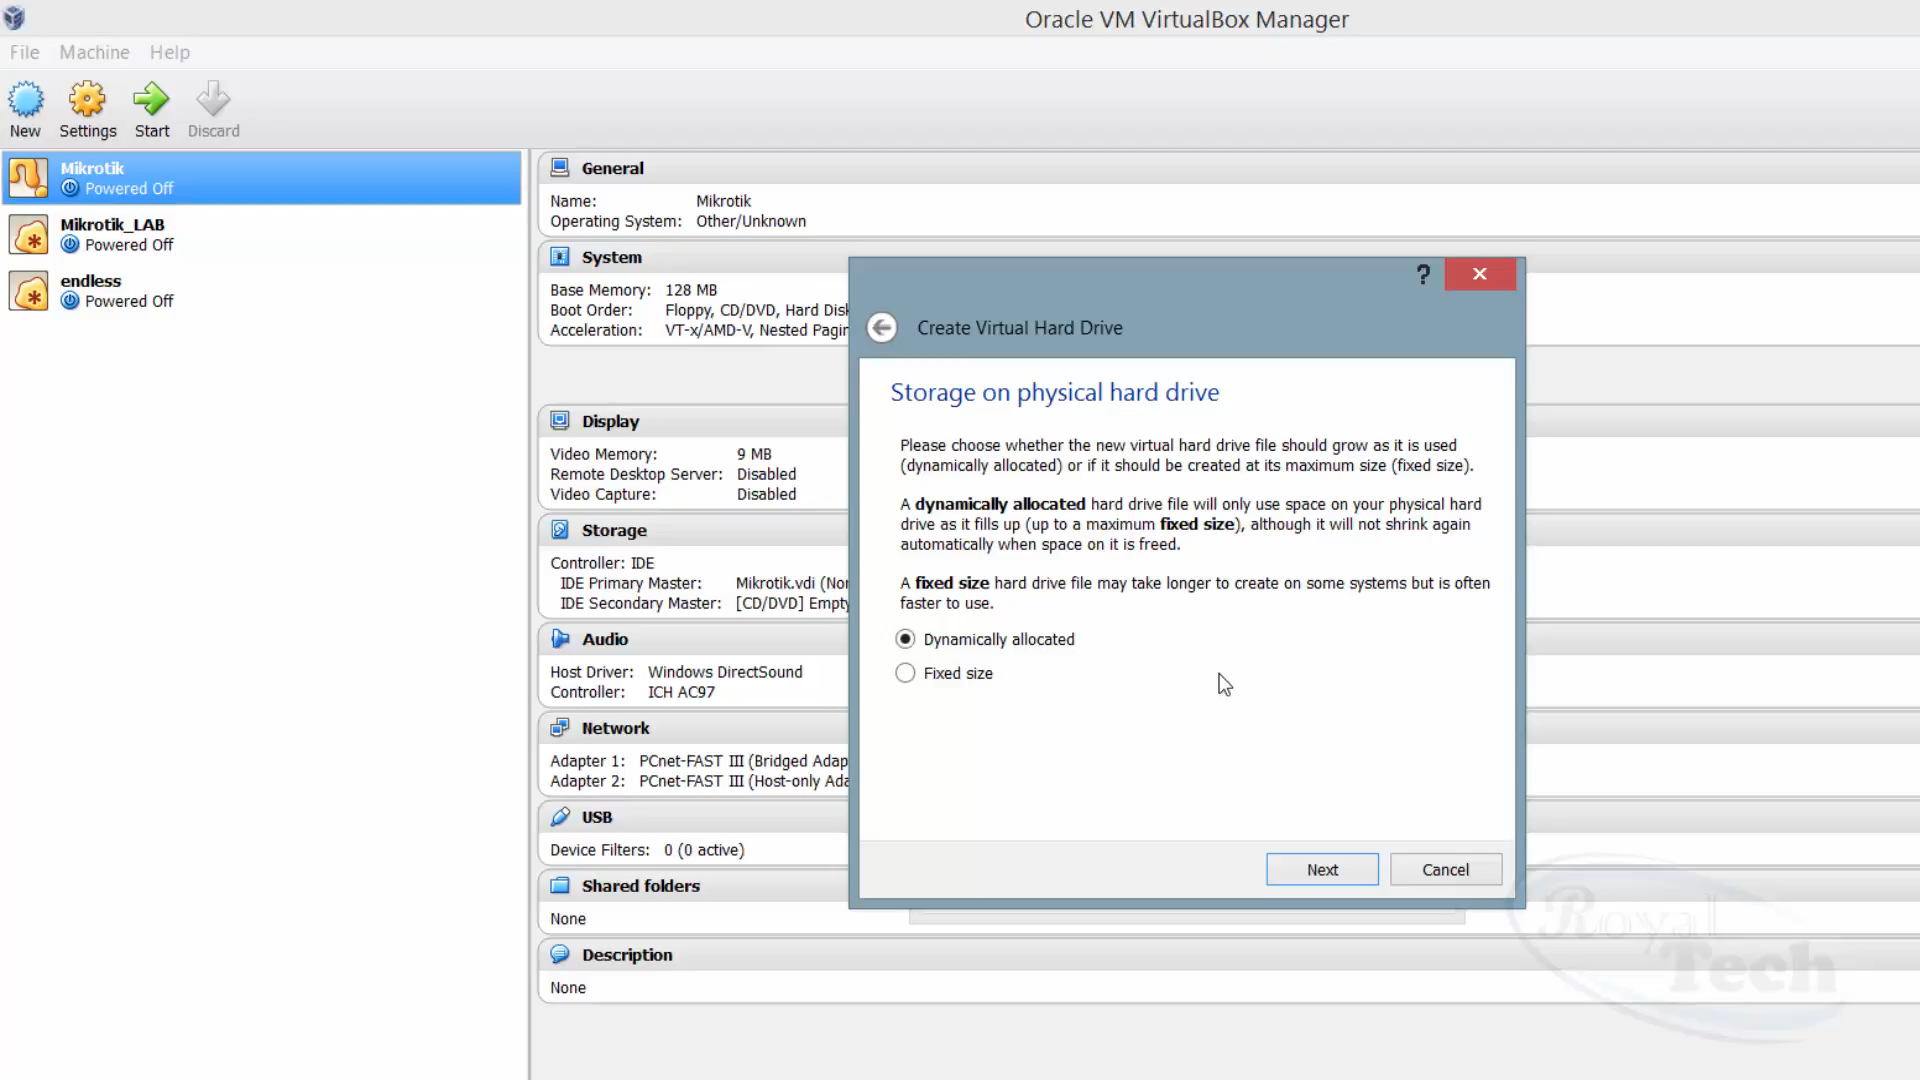 Oracle VM VirtualBox Manager
File Machine Help
New Settings Start Discard
Mikrotik
Powered Off
Mikrotik_LAB
Powered Off
endless
Powered Off
General
Name: Mikrotik
Operating System: Other/Unknown
System
Base Memory: 128 MB
Boot Order: Floppy, CD/DVD, Hard Disk
Acceleration: VT-x/AMD-V, Nested Pagin
Display
Video Memory: 9 MB
Remote Desktop Server: Disabled
Video Capture: Disabled
Storage
Controller: IDE
IDE Primary Master: Mikrotik.vdi (Nor
IDE Secondary Master: [CD/DVD] Empty
Audio
Host Driver: Windows DirectSound
Controller: ICH AC97
Network
Adapter 1: PCnet-FAST III (Bridged Adap
Adapter 2: PCnet-FAST III (Host-only Ada
USB
Device Filters: 0 (0 active)
Shared folders
None
Description
None
?
Create Virtual Hard Drive
Storage on physical hard drive
Please choose whether the new virtual hard drive file should grow as it is used
(dynamically allocated) or if it should be created at its maximum size (fixed size).
A dynamically allocated hard drive file will only use space on your physical hard
drive as it fills up (up to a maximum fixed size), although it will not shrink again
automatically when space on it is freed.
A fixed size hard drive file may take longer to create on some systems but is often
faster to use.
Dynamically allocated
Fixed size
Next Cancel
Royal
Tech